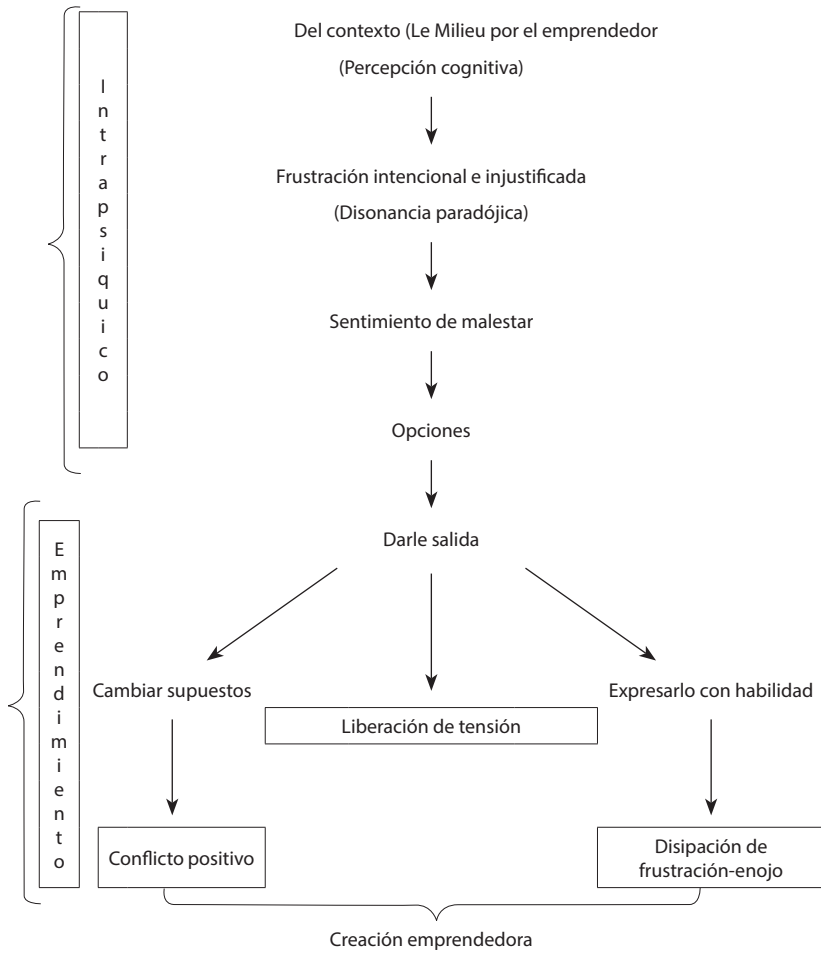 Intrapsiquico
Del contexto (Le Milieu por el emprendedor
(Percepción cognitiva)
Frustración intencional e injustificada
(Disonancia paradójica)
Sentimiento de malestar
Opciones
Emprendimiento
Darle salida
Cambiar supuestos
Liberación de tensión
Expresarlo con habilidad
Conflicto positivo
Disipación de
frustración-enojo
Creación emprendedora